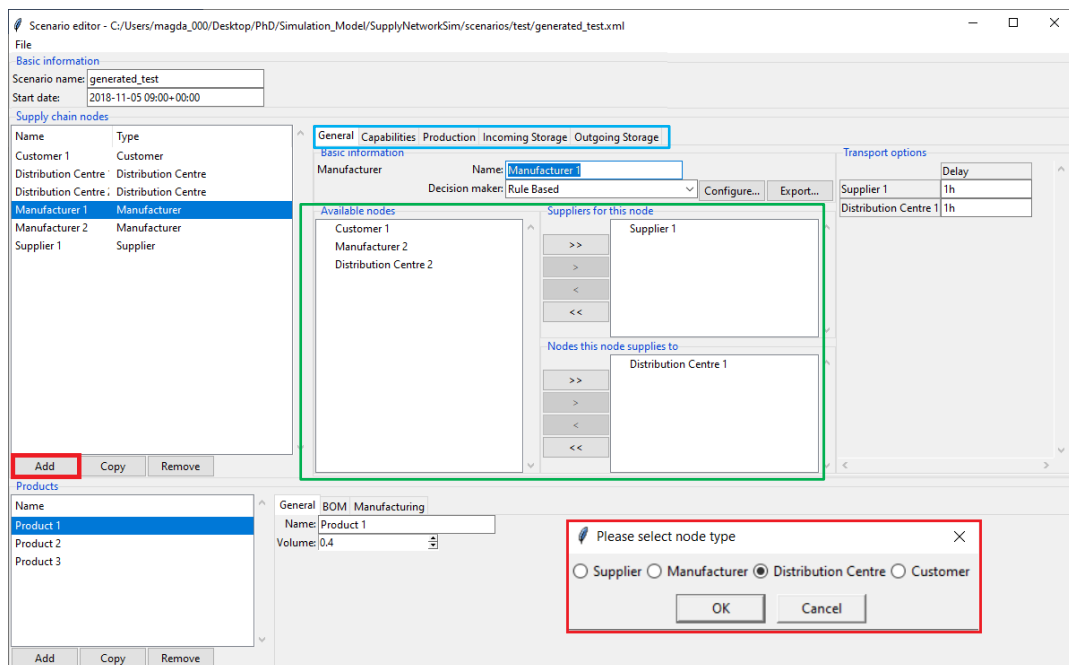 Scenario editor - C:/Users/magda_000/Desktop/PhD/Simulation_Model/SupplyNetworkSim/scenarios/test/generated_test.xml
File
Basic information
Scenario name: generated_test
Start date: 2018-11-05 09:00+00:00
Supply chain nodes
Name Type
Customer 1 Customer
Distribution Centre Distribution Centre
Distribution Centre Distribution Centre
Manufacturer 1 Manufacturer
Manufacturer 2 Manufacturer
Supplier 1 Supplier
Add Copy Remove
General Capabilities Production Incoming Storage Outgoing Storage
Basic information
Manufacturer Name: Manufacturer 1
Decision maker: Rule Based Configure... Export...
Available nodes
Customer 1
Manufacturer 2
Distribution Centre 2
Suppliers for this node
>>
>
<
<<
Supplier 1
Nodes this node supplies to
>>
>
<
<<
Distribution Centre 1
Transport options
Delay
Supplier 1 1h
Distribution Centre 1 1h
Products
Name
Product 1
Product 2
Product 3
Add Copy Remove
General BOM Manufacturing
Name: Product 1
Volume: 0.4
Please select node type
Supplier Manufacturer Distribution Centre Customer
OK Cancel